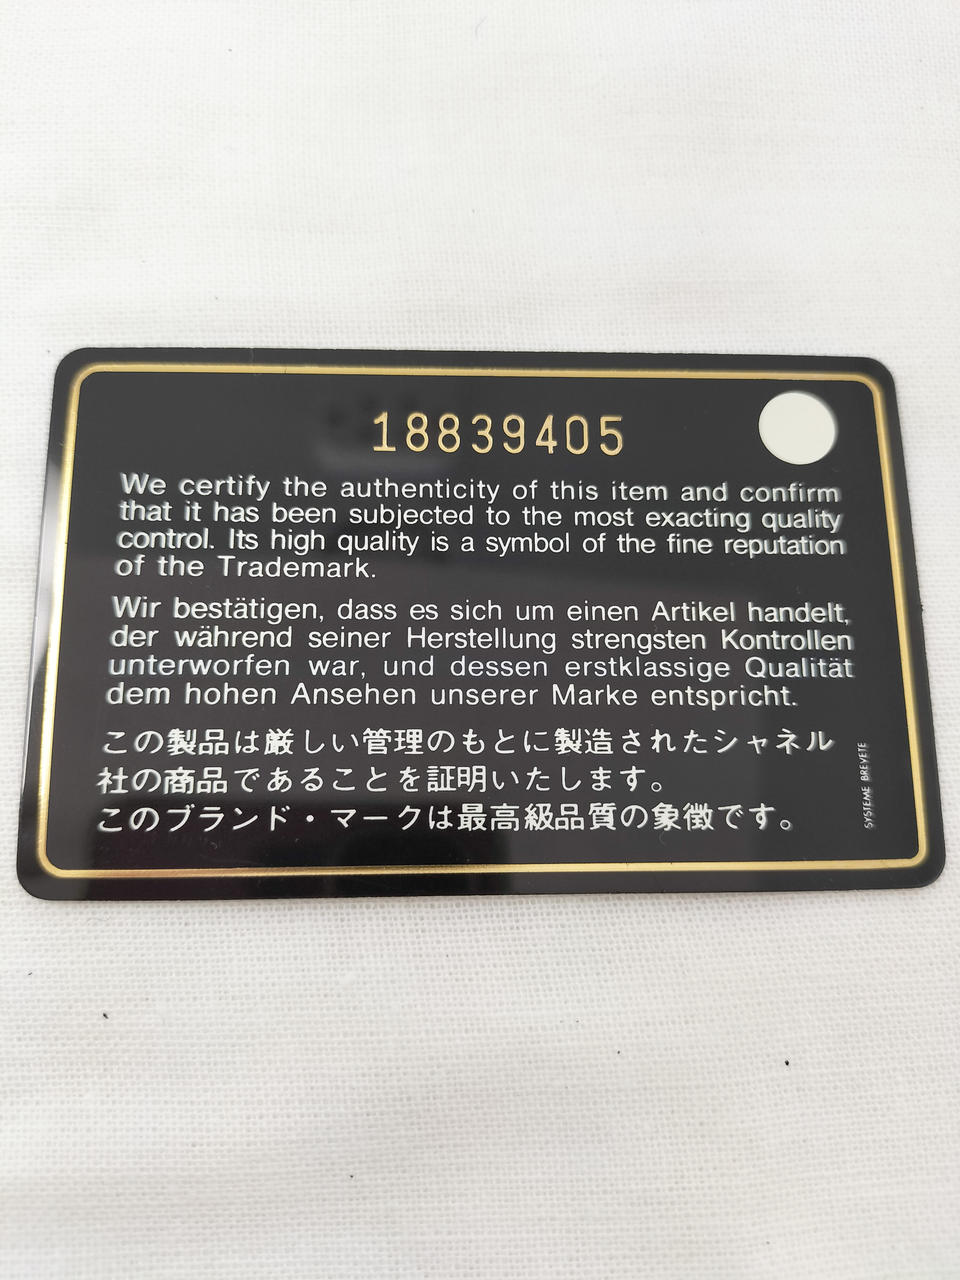 18839405
We certify the authenticity of this item and confirm
that it has been subjected to the most exacting quality
control. Its high quality is a symbol of the fine reputation
of the Trademark.
Wir bestätigen, dass es sich um einen Artikel handelt,
der während seiner Herstellung strengsten Kontrollen
unterworfen war, und dessen erstklassige Qualität
dem hohen Ansehen unserer Marke entspricht.
この製品は厳しい管理のもとに製造されたシャネル
社の商品であることを証明いたします。
このブランド・マークは最高級品質の象徴です。
SYSTEME BREVETE